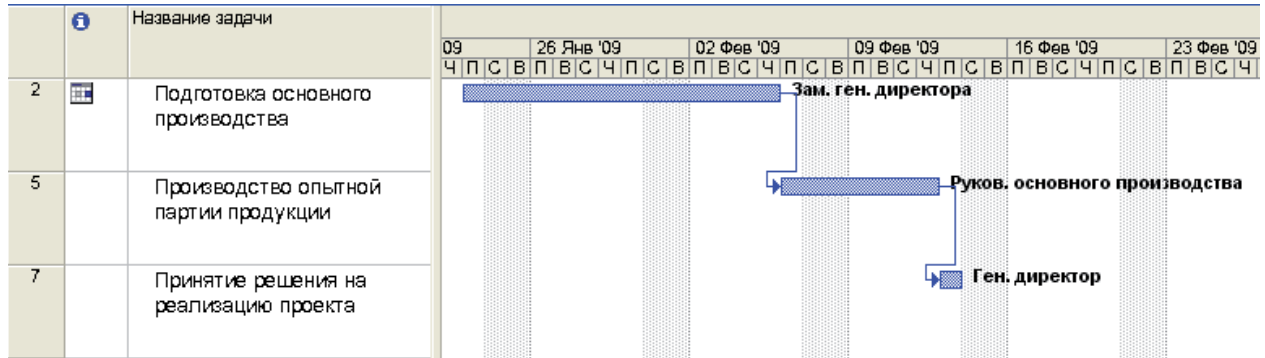 Название задачи
09 26 Янв '09 02 Фев '09 09 Фев '09 16 Фев '09 23 Фев '09
Ч П С В П В С Ч П С В П В С Ч П С В П В С Ч П С В П В С Ч П С В П В С Ч
2 Подготовка основного
производства
Зам. ген. директора
5 Производство опытной
партии продукции
Руков. основного производства
7 Принятие решения на
реализацию проекта
Ген. директор